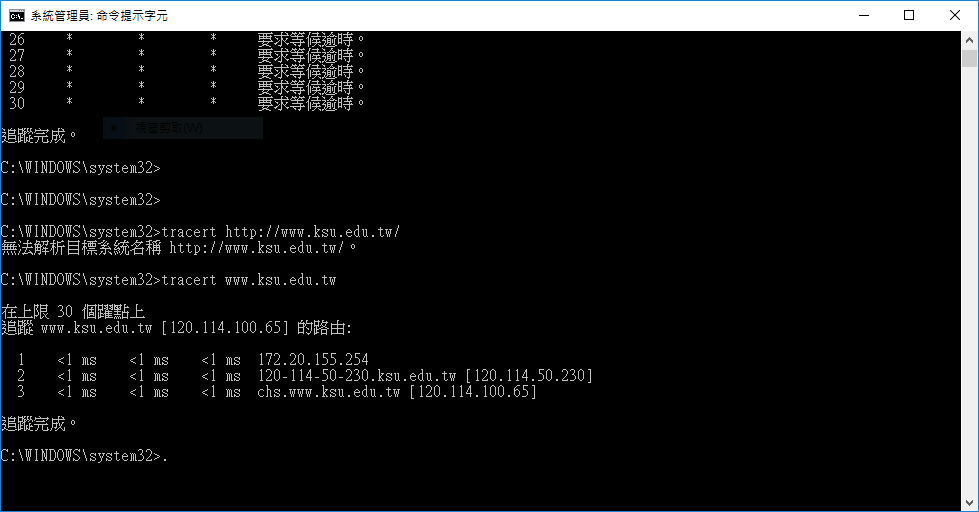 系統管理員: 命令提示字元
26 * * * 要求等候逾時。
27 * * * 要求等候逾時。
28 * * * 要求等候逾時。
29 * * * 要求等候逾時。
30 * * * 要求等候逾時。
追蹤完成。
視窗剪取(W)
C:\WINDOWS\system32>
C:\WINDOWS\system32>
C:\WINDOWS\system32>tracert http://www.ksu.edu.tw/
無法解析目標系統名稱 http://www.ksu.edu.tw/。
C:\WINDOWS\system32>tracert www.ksu.edu.tw
在上限 30 個躍點上
追蹤 www.ksu.edu.tw [120.114.100.65] 的路由:
1 <1 ms <1 ms <1 ms 172.20.155.254
2 <1 ms <1 ms <1 ms 120-114-50-230.ksu.edu.tw [120.114.50.230]
3 <1 ms <1 ms <1 ms chs.www.ksu.edu.tw [120.114.100.65]
追蹤完成。
C:\WINDOWS\system32>.